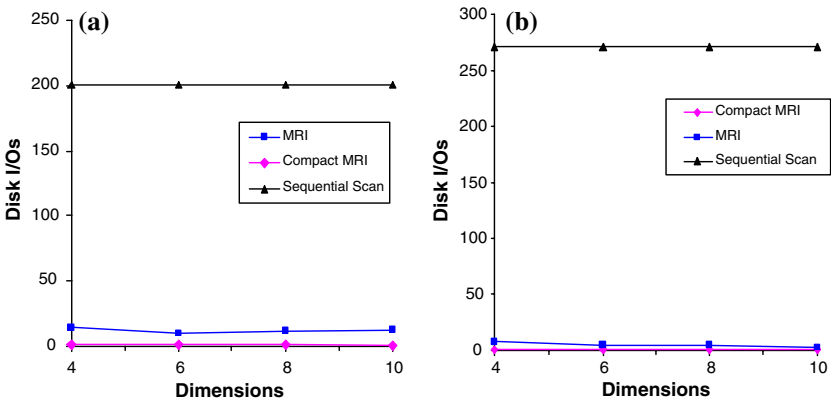 (a)
250
200
150
100
50
0
4 6 8 10
Disk I/Os
Dimensions
MRI
Compact MRI
Sequential Scan
(b)
300
250
200
150
100
50
0
4 6 8 10
Disk I/Os
Dimensions
Compact MRI
MRI
Sequential Scan